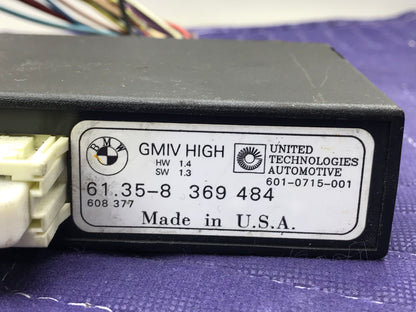 BMW
GMIV HIGH
HW 1.4
SW 1.3
UNITED
TECHNOLOGIES
AUTOMOTIVE
601-0715-001
61.35-8 369 484
608 377
Made in U.S.A.